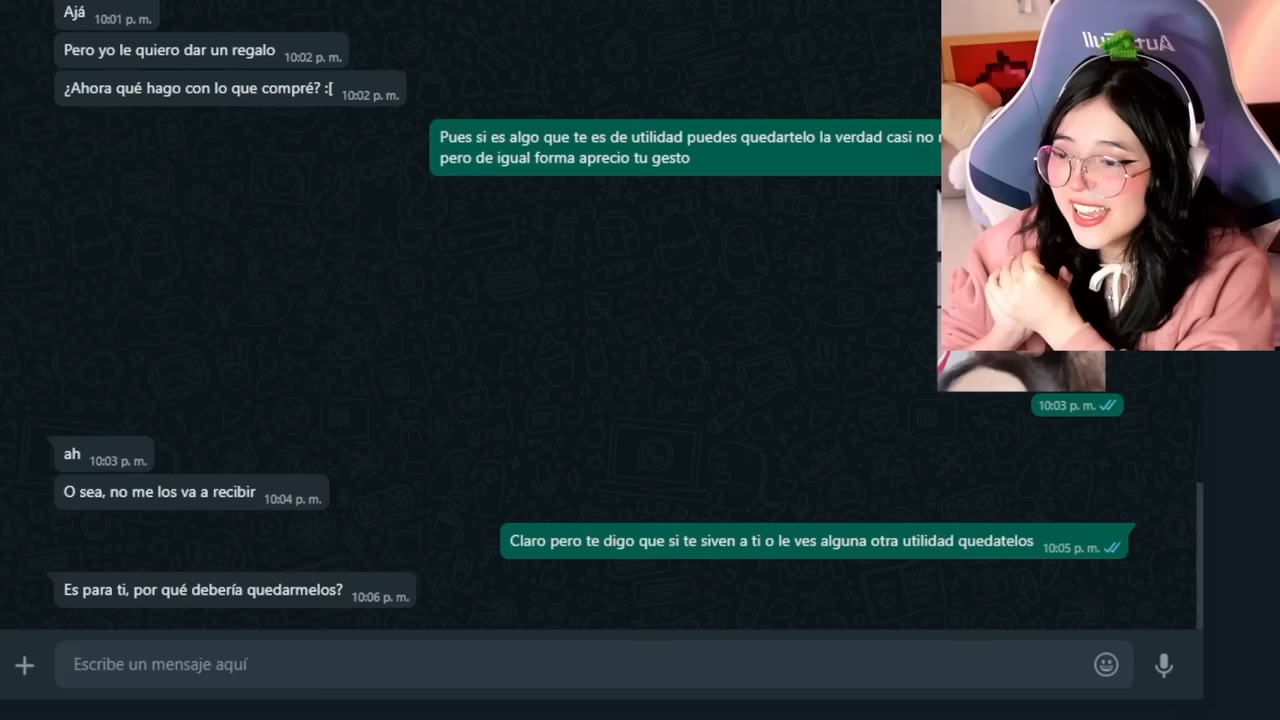 Ajá 10:01 p. m.
Pero yo le quiero dar un regalo 10:02 p. m.
¿Ahora qué hago con lo que compré? :[ 10:02 p. m.
Pues si es algo que te es de utilidad puedes quedartelo la verdad casi no
pero de igual forma aprecio tu gesto
10:03 p. m.
ah 10:03 p. m.
O sea, no me los va a recibir 10:04 p. m.
Claro pero te digo que si te siven a ti o le ves alguna otra utilidad quedatelos 10:05 p. m.
Es para ti, por qué debería quedarmelos? 10:06 p. m.
Escribe un mensaje aquí